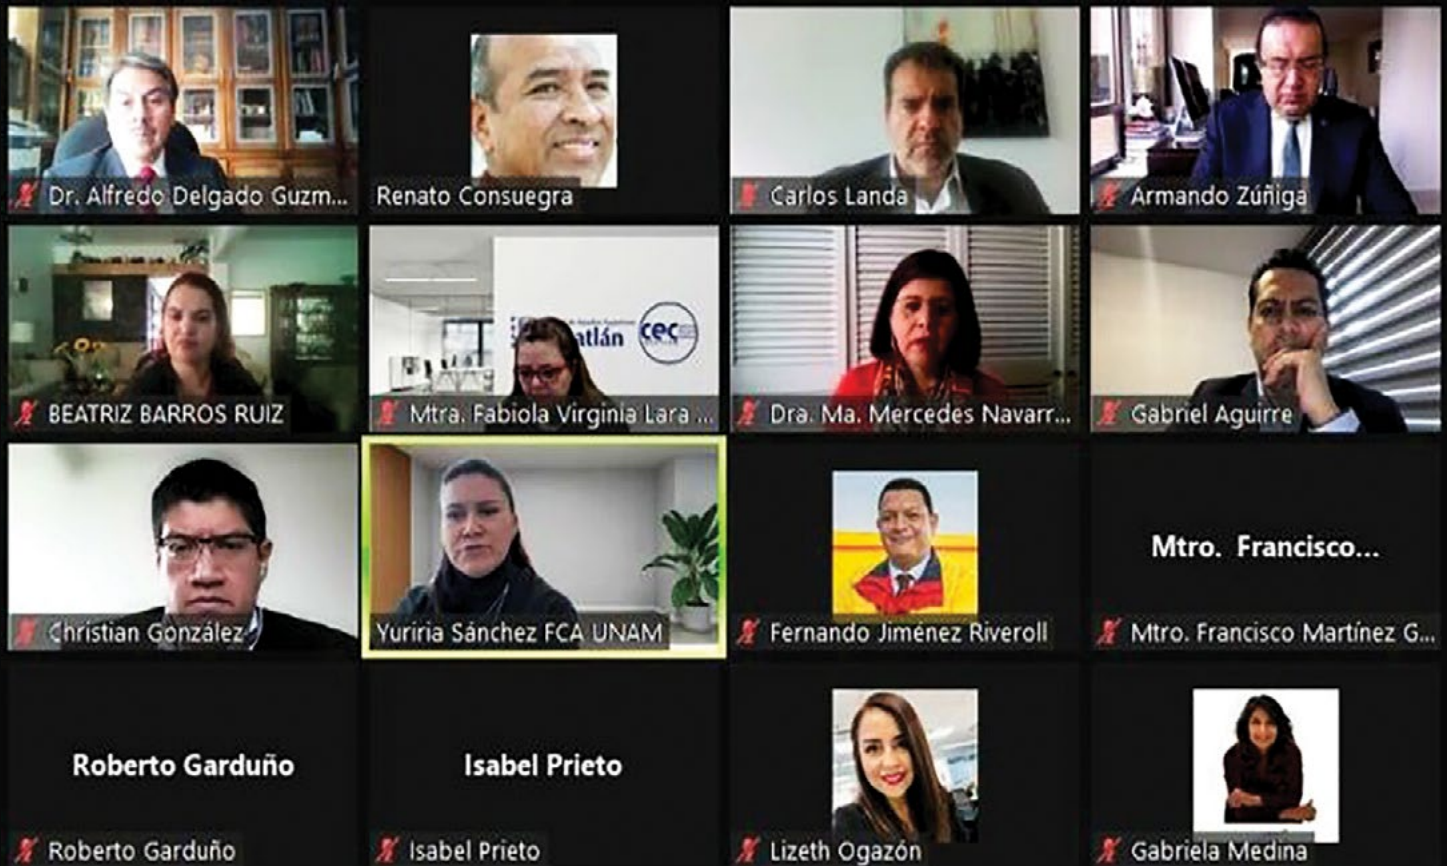 Dr. Alfredo Delgado Guzm...
Renato Consuegra
Carlos Landa
Armando Zúñiga
BEATRIZ BARROS RUIZ
atlán
cec
Mtra. Fabiola Virginia Lara ...
Dra. Ma. Mercedes Navarr...
Gabriel Aguirre
Christian González
Yuriria Sánchez FCA UNAM
Fernando Jiménez Riveroll
Mtro. Francisco...
Mtro. Francisco Martínez G...
Roberto Garduño
Roberto Garduño
Isabel Prieto
Isabel Prieto
Lizeth Ogazón
Gabriela Medina